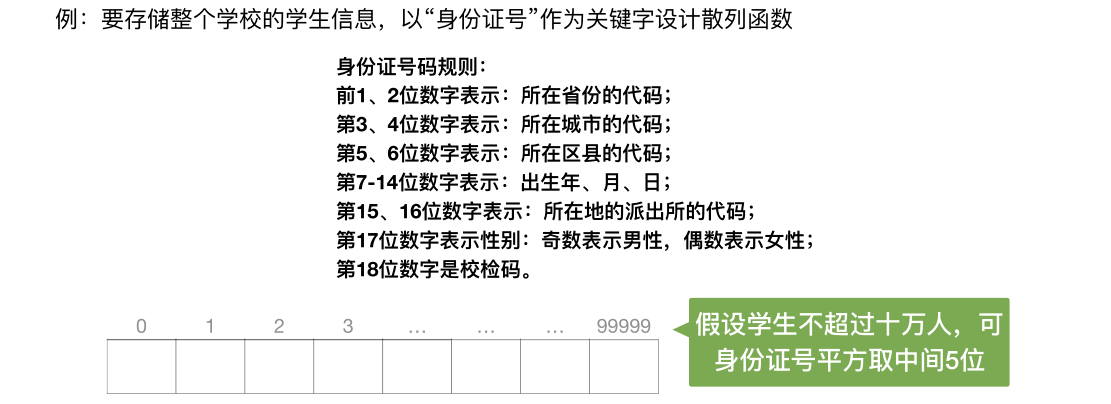 例：要存储整个学校的学生信息，以“身份证号”作为关键字设计散列函数
身份证号码规则：
前1、2位数字表示：所在省份的代码；
第3、4位数字表示：所在城市的代码；
第5、6位数字表示：所在区县的代码；
第7-14位数字表示：出生年、月、日；
第15、16位数字表示：所在地的派出所的代码；
第17位数字表示性别：奇数表示男性，偶数表示女性；
第18位数字是校检码。
0 1 2 3 … … … 99999
假设学生不超过十万人，可
身份证号平方取中间5位